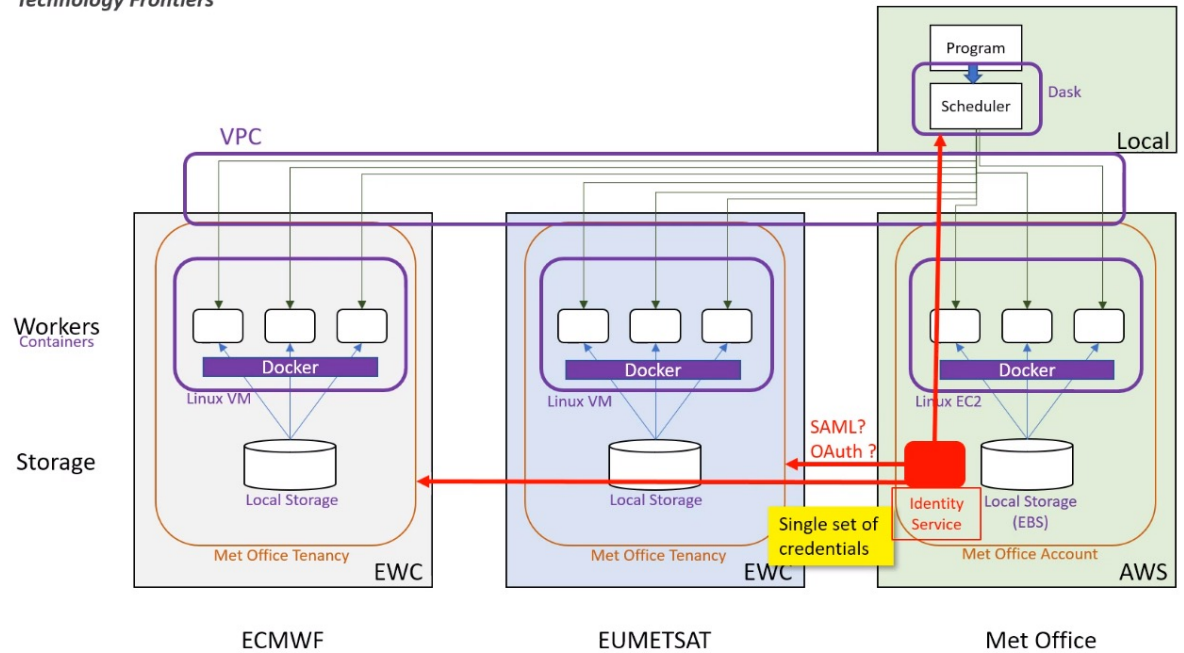 Technology Frontiers
Program
Scheduler
Dask
Local
VPC
Workers
Containers
Docker
Docker
Docker
Linux VM
Linux VM
Linux EC2
SAML?
OAuth ?
Storage
Local Storage
Local Storage
Identity
Service
Local Storage
(EBS)
Single set of
credentials
Met Office Tenancy
Met Office Tenancy
Met Office Account
EWC
EWC
AWS
ECMWF
EUMETSAT
Met Office